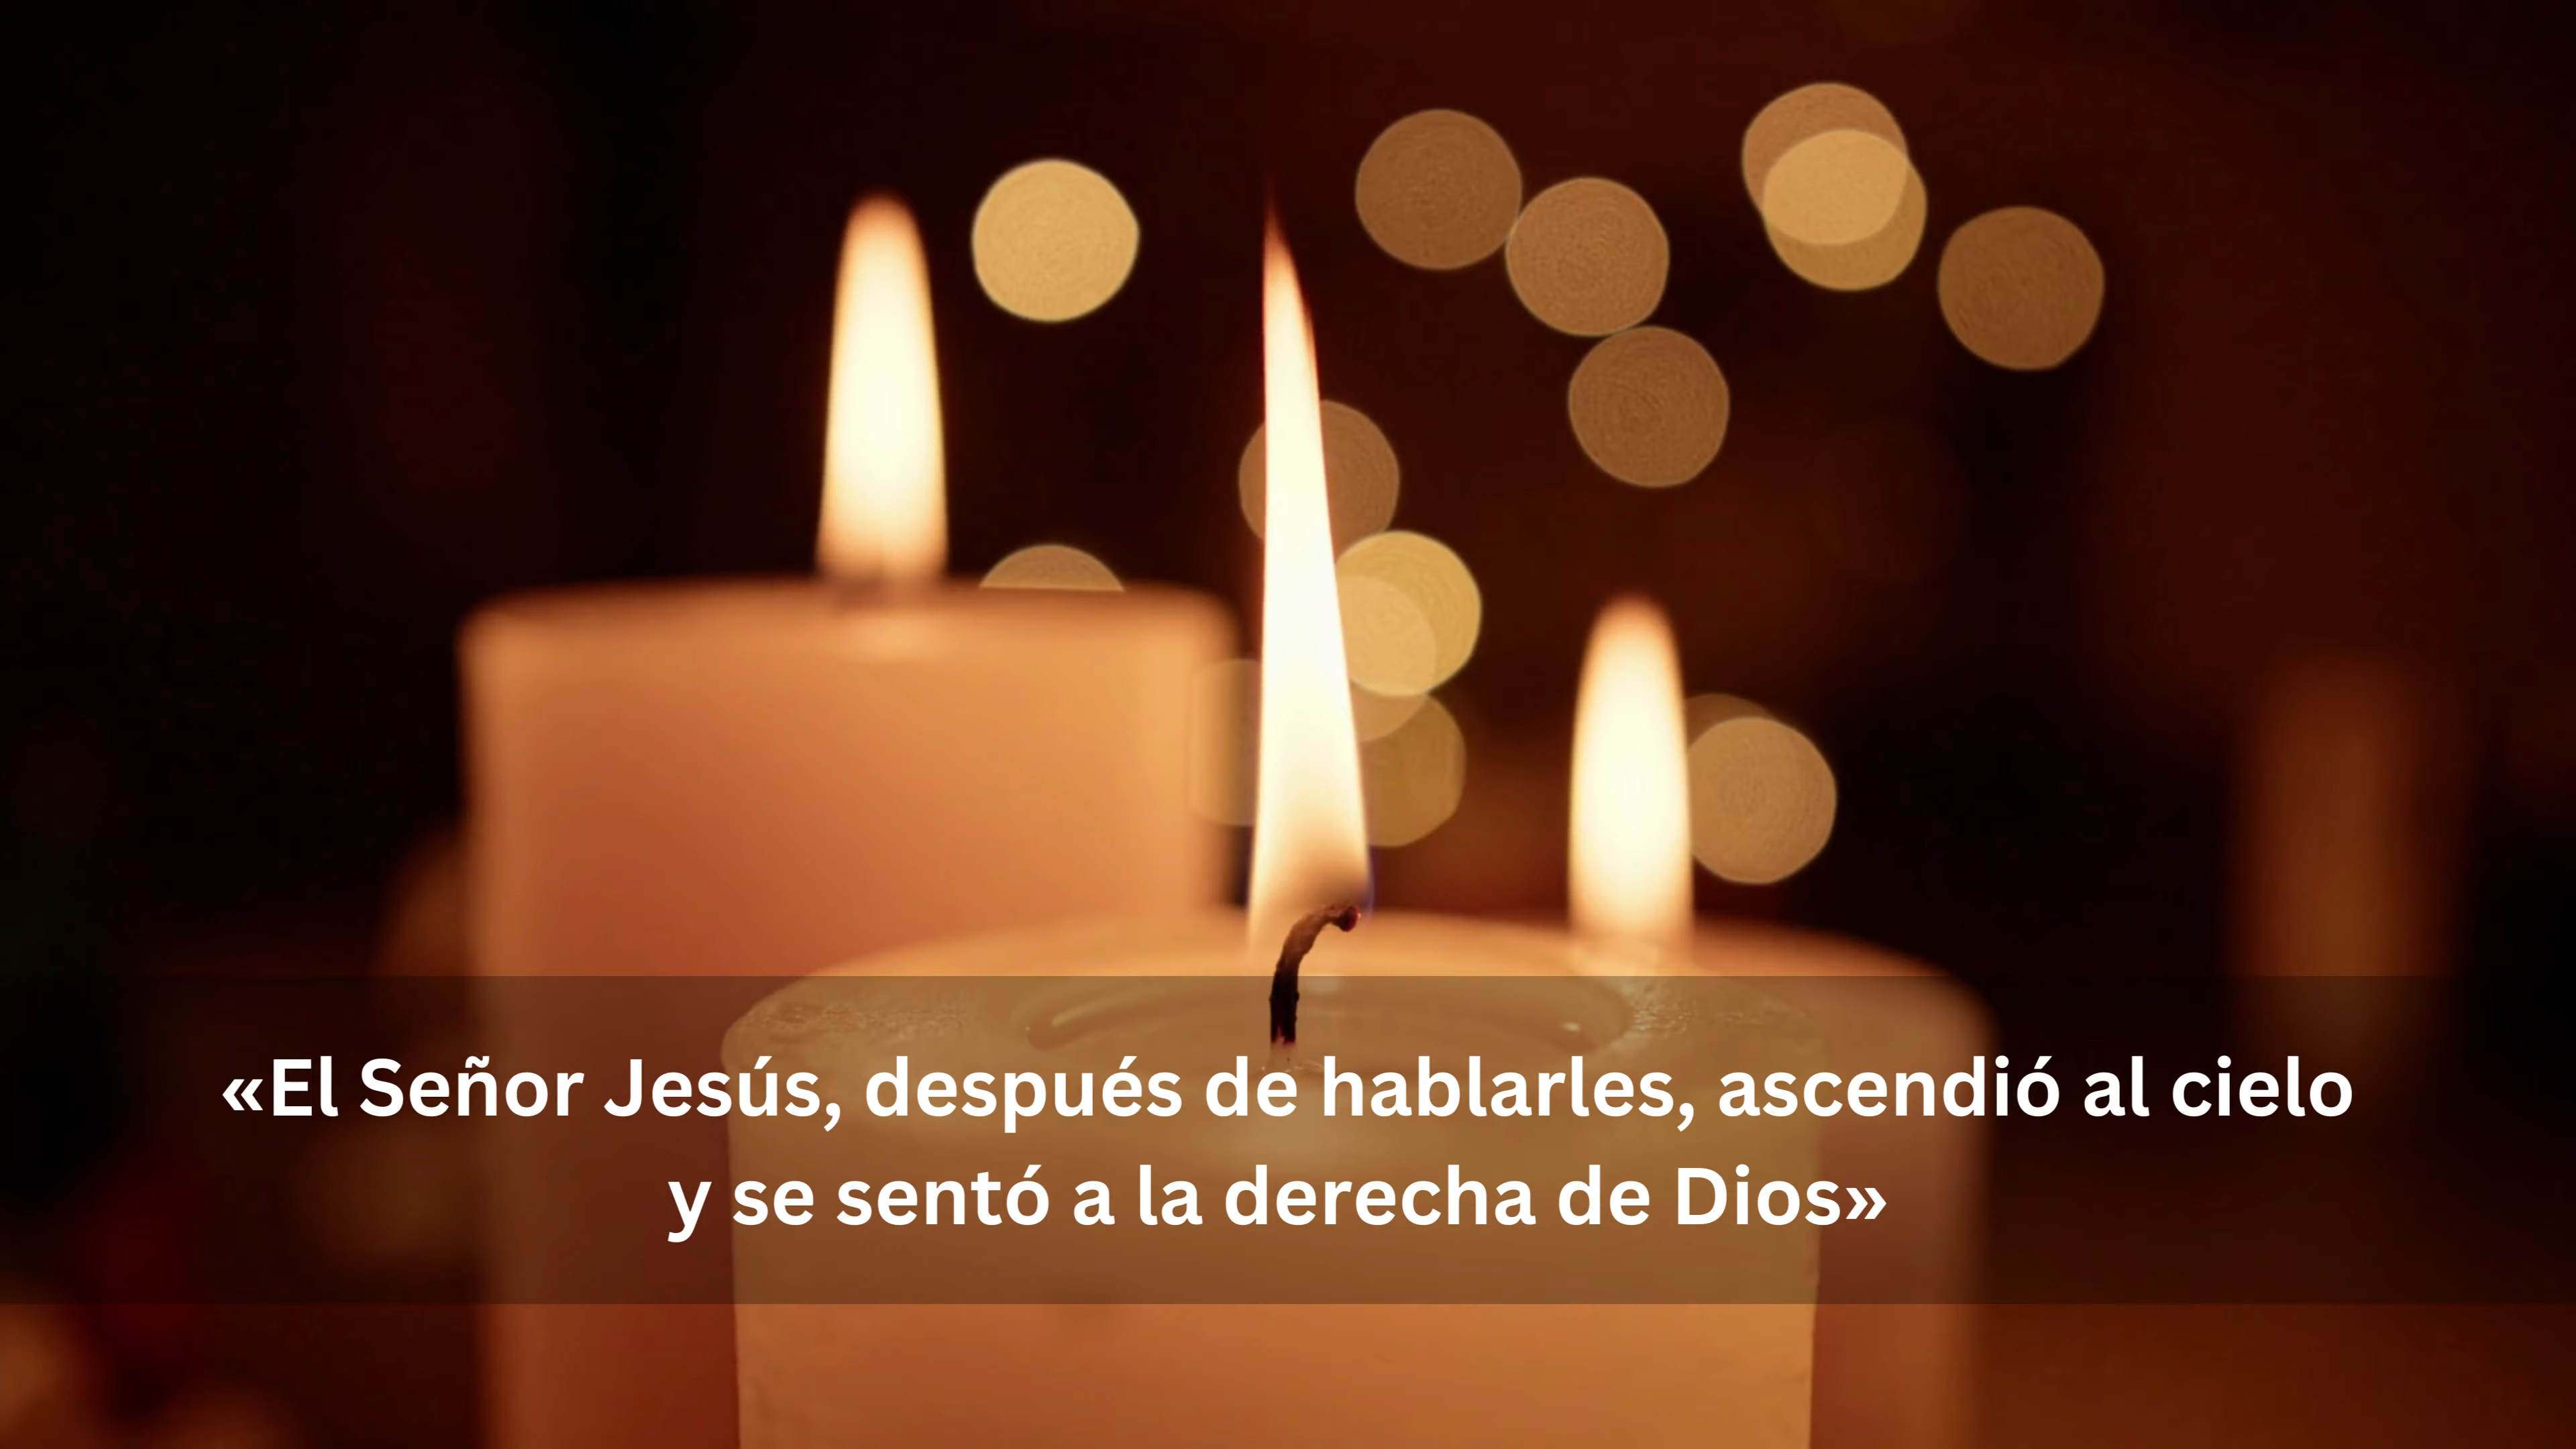 «El Señor Jesús, después de hablarles, ascendió al cielo
y se sentó a la derecha de Dios»